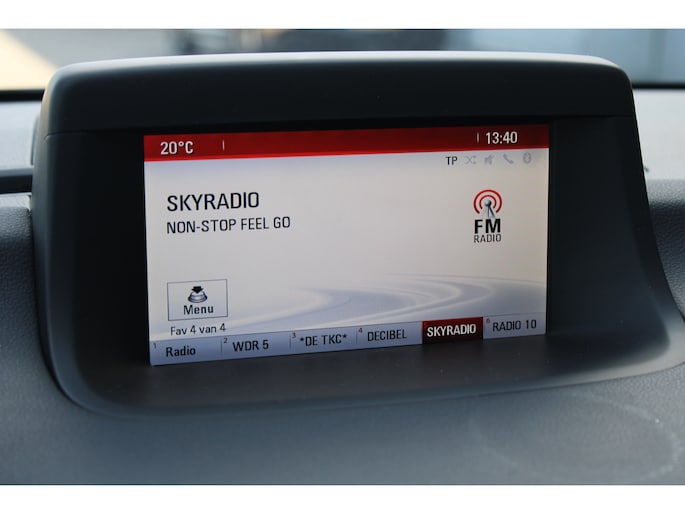 20°C 13:40
TP
SKYRADIO
NON-STOP FEEL GO
FM
RADIO
Menu
Fav 4 van 4
1 Radio 2 WDR 5 3 *DE TKC* 4 DECIBEL SKYRADIO 6 RADIO 10